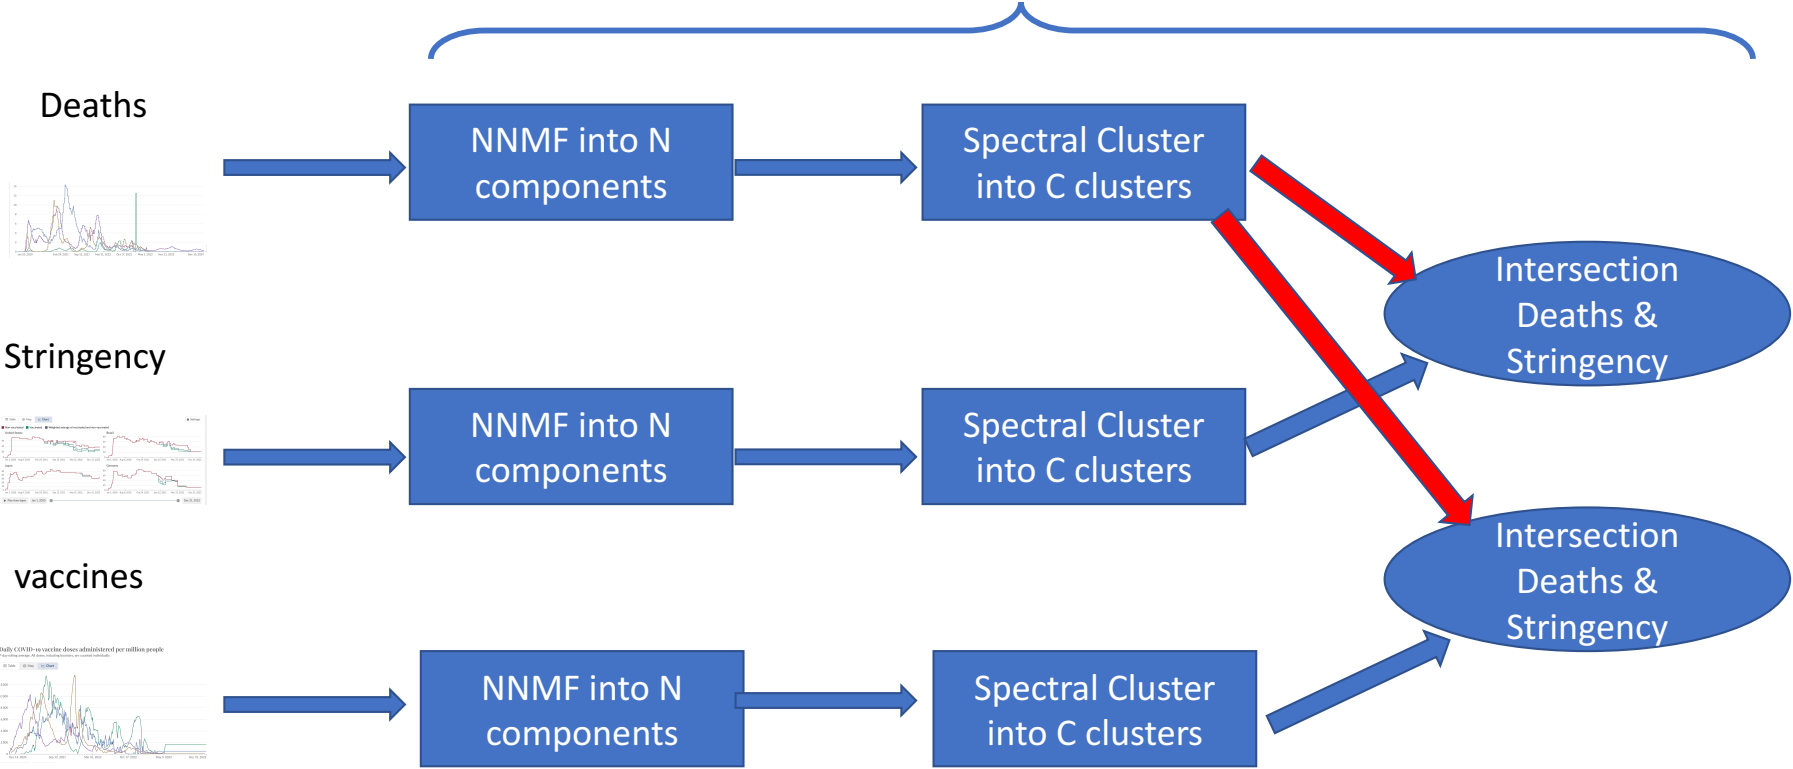 Deaths
NNMF into N
components
Spectral Cluster
into C clusters
Intersection
Deaths &
Stringency
Stringency
NNMF into N
components
Spectral Cluster
into C clusters
Intersection
Deaths &
Stringency
vaccines
Daily COVID-19 vaccine doses administered per million people
NNMF into N
components
Spectral Cluster
into C clusters